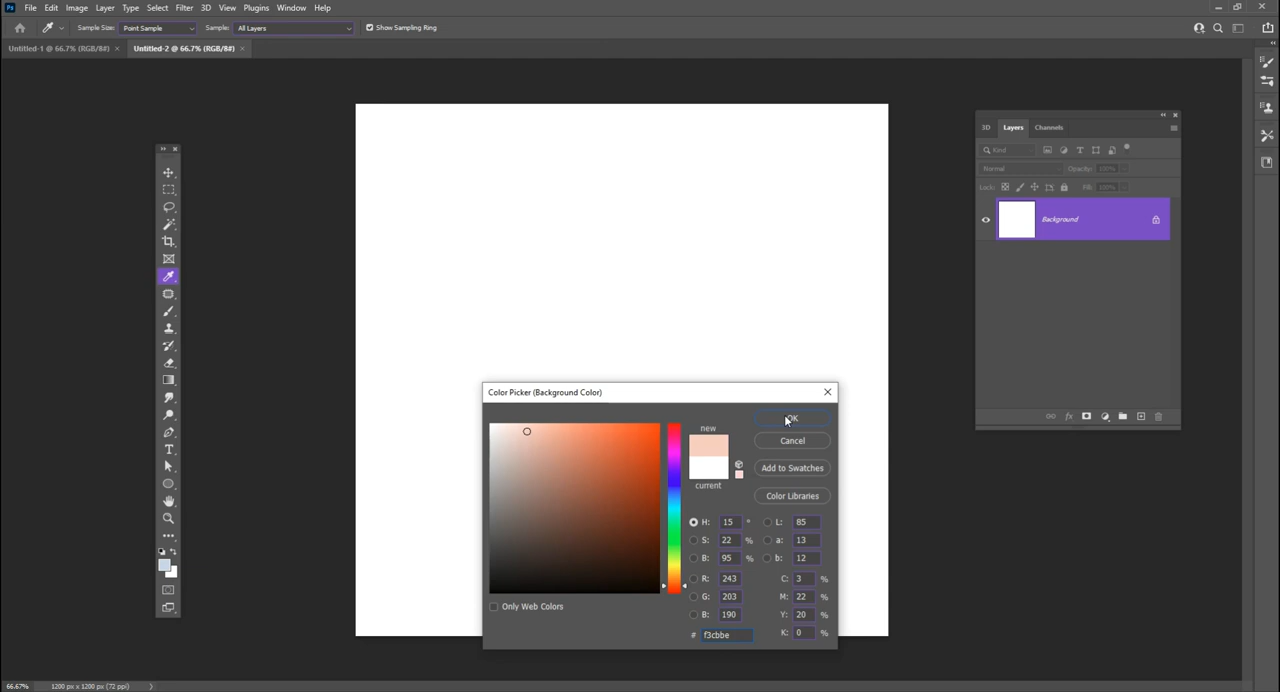 Ps File Edit Image Layer Type Select Filter 3D View Plugins Window Help
Sample Size: Point Sample Sample: All Layers Show Sampling Ring
Untitled-1 @ 66.7% (RGB/8#) × Untitled-2 @ 66.7% (RGB/8#) ×
3D Layers Channels
Kind
Normal Opacity: 100%
Lock: Fill: 100%
Background
Color Picker (Background Color)
OK
new
Cancel
Add to Swatches
current
Color Libraries
H: 15 ° L: 85
S: 22 % a: 13
B: 95 % b: 12
R: 243 C: 3 %
G: 203 M: 22 %
Only Web Colors B: 190 Y: 20 %
# f3cbbe K: 0 %
66.67% 1200 px x 1200 px (72 ppi)